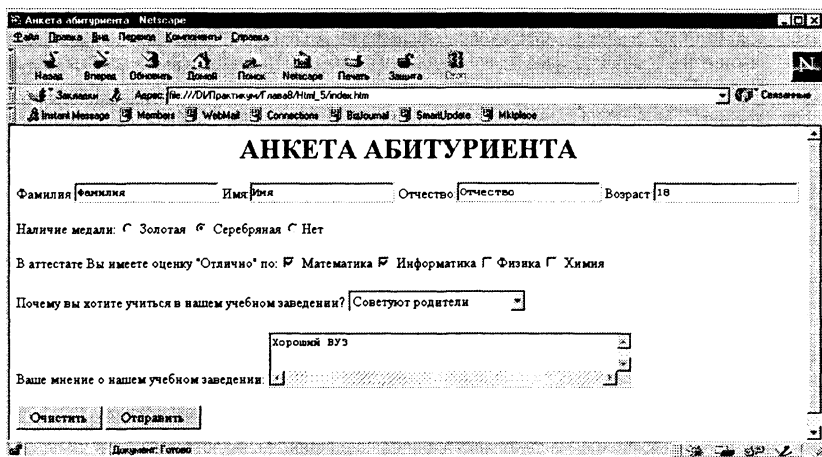 Анкета абитуриента - Netscape
Файл Правка Вид Переход Коммуникатор Справка
Назад Вперед Обновить Домой Поиск Netscape Печать Защита Стоп
Закладки Адрес: file:///D|/Практикум/Глава8/Html_5/index.htm Связанные
Instant Message Members WebMail Connections BizJournal SmartUpdate Mktplace
АНКЕТА АБИТУРИЕНТА
Фамилия Фамилия Имя Имя Отчество Отчество Возраст 18
Наличие медали: Золотая Серебряная Нет
В аттестате Вы имеете оценку "Отлично" по: Математика Информатика Физика Химия
Почему вы хотите учиться в нашем учебном заведении? Советуют родители
Хороший ВУЗ
Ваше мнение о нашем учебном заведении:
Очистить Отправить
Документ: Готово